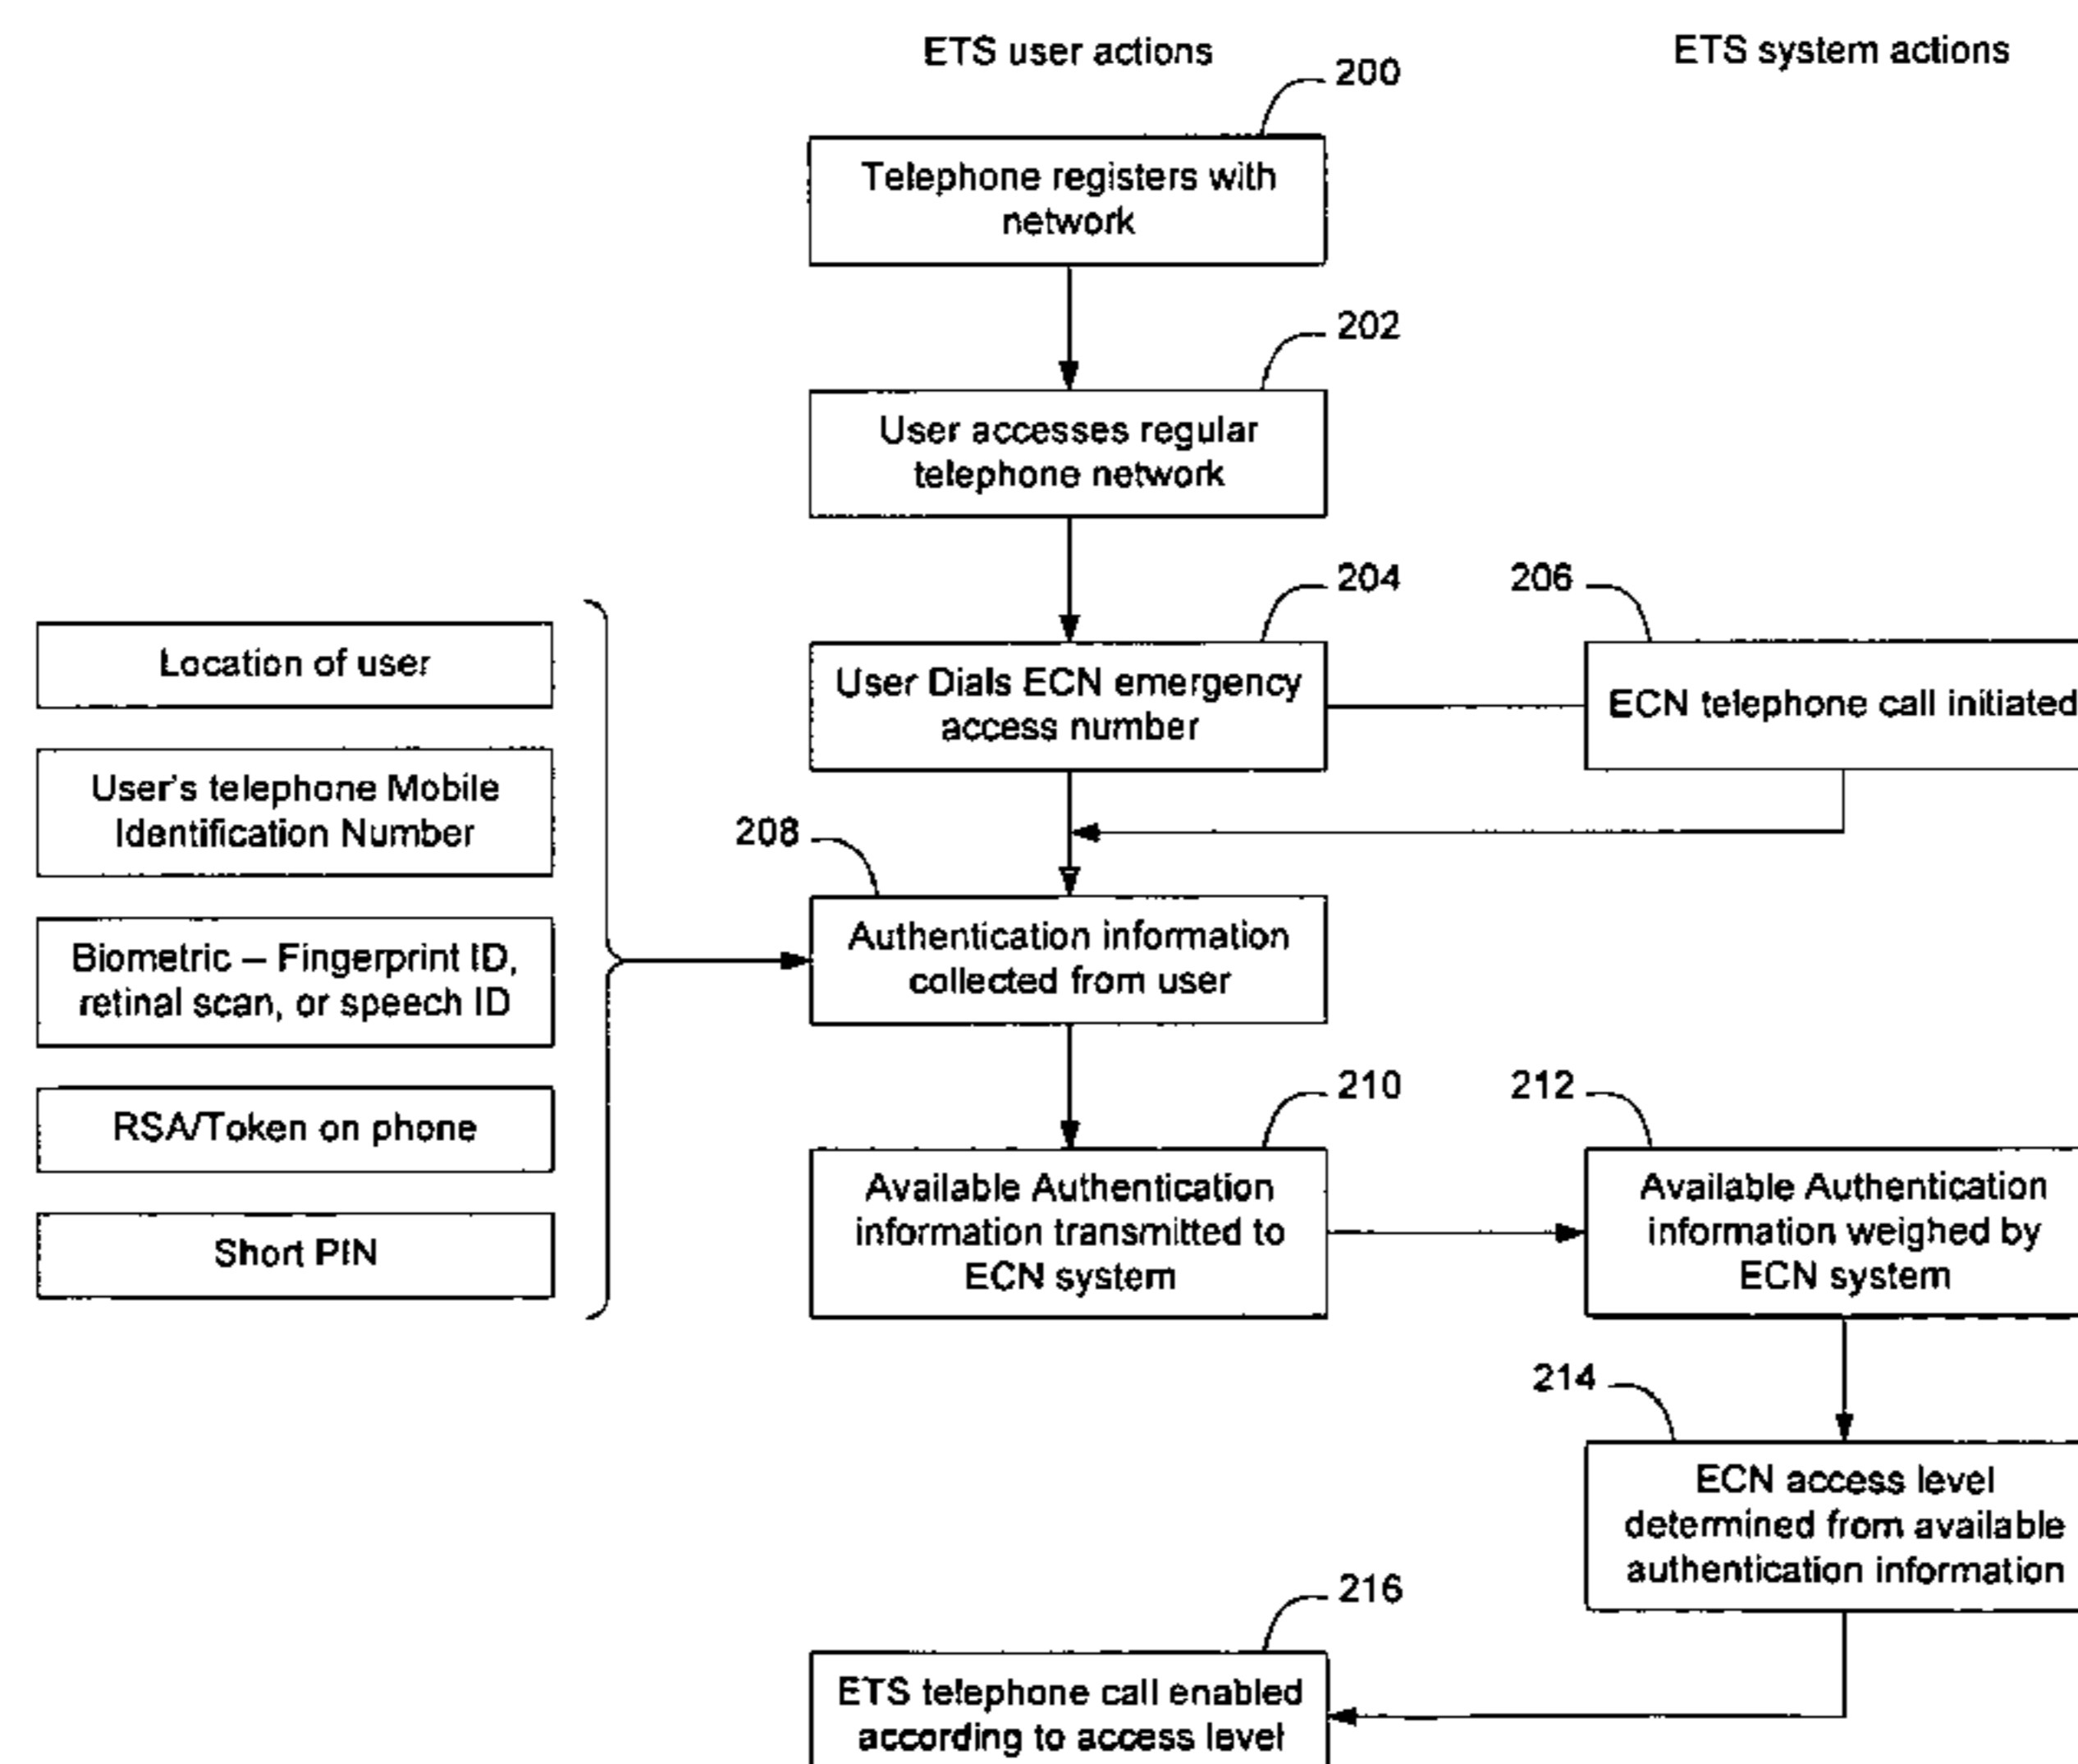 ETS user actions
ETS system actions
200
Telephone registers with
network
202
User accesses regular
telephone network
204
206
User Dials ECN emergency
access number
ECN telephone call initiated
Location of user
User's telephone Mobile
Identification Number
Biometric – Fingerprint ID,
retinal scan, or speech ID
RSA/Token on phone
Short PIN
208
Authentication information
collected from user
210
212
Available Authentication
information transmitted to
ECN system
Available Authentication
information weighed by
ECN system
214
ECN access level
determined from available
authentication information
216
ETS telephone call enabled
according to access level